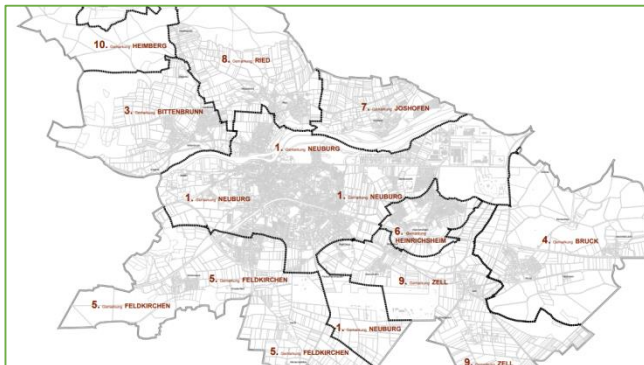 10. Gemarkung HEIMBERG
8. Gemarkung RIED
3. Gemarkung BITTENBRUNN
7. Gemarkung JOSHOFEN
1. Gemarkung NEUBURG
1. Gemarkung NEUBURG
1. Gemarkung NEUBURG
6. Gemarkung
HEINRICHSHEIM
4. Gemarkung BRUCK
5. Gemarkung FELDKIRCHEN
9. Gemarkung ZELL
5. Gemarkung FELDKIRCHEN
1. Gemarkung NEUBURG
5. Gemarkung FELDKIRCHEN
9. Gemarkung ZELL